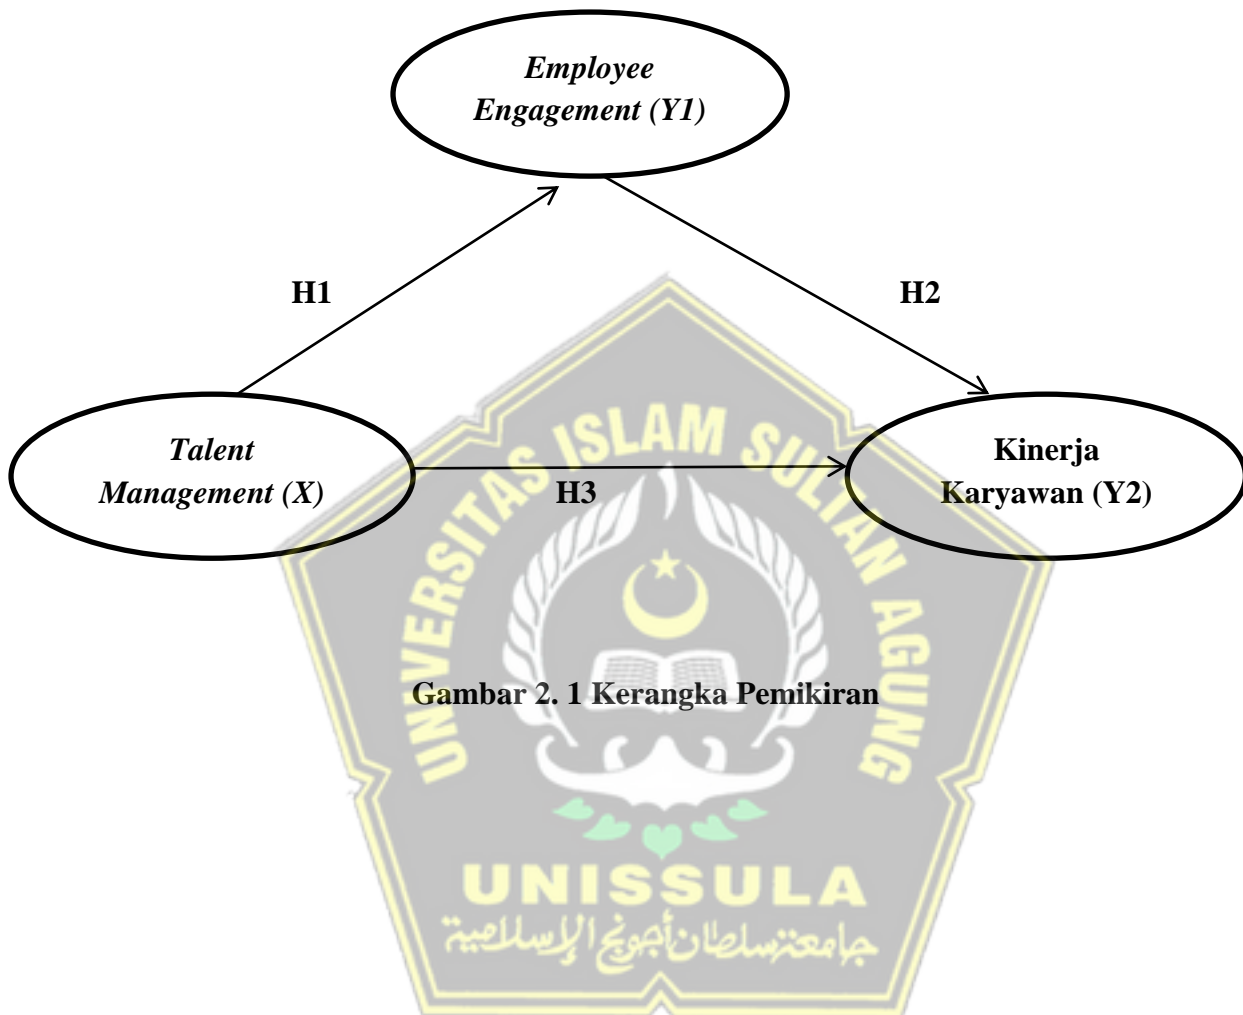 Employee
Engagement (Y1)
H1
H2
Talent
Management (X)
H3
Kinerja
Karyawan (Y2)
UNIVERSITAS ISLAM SULTAN AGUNG
Gambar 2. 1 Kerangka Pemikiran
UNISSULA
جامعنترسلطان أجونج الإسلامية